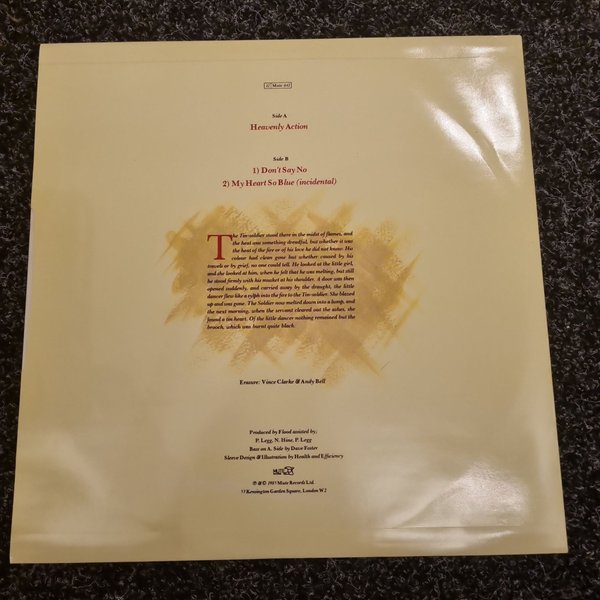 12" Mute 042
Side A
Heavenly Action
Side B
1) Don't Say No
2) My Heart So Blue (incidental)
The Tin-soldier stood there in the midst of flames, and
the heat was something dreadful, but whether it was
the heat of the fire or of his love he did not know. His
colour had clean gone but whether caused by his
travels or by grief, no one could tell. He looked at the little girl,
and she looked at him, when he felt that he was melting, but still
he stood firmly with his musket at his shoulder. A door was then
opened suddenly, and carried away by the draught, the little
dancer flew like a sylph into the fire to the Tin-soldier. She blazed
up and was gone. The Soldier now melted down into a lump, and
the next morning, when the servant cleared out the ashes, she
found a tin heart. Of the little dancer nothing remained but the
brooch, which was burnt quite black.
Erasure: Vince Clarke & Andy Bell
Produced by Flood assisted by;
P. Legg, N. Hine, P. Legg
Bass on A. Side by Dave Foster
Sleeve Design & Illustration by Health and Efficiency
MUTE
℗ & © 1985 Mute Records Ltd.
Kensington Garden Square, London W2